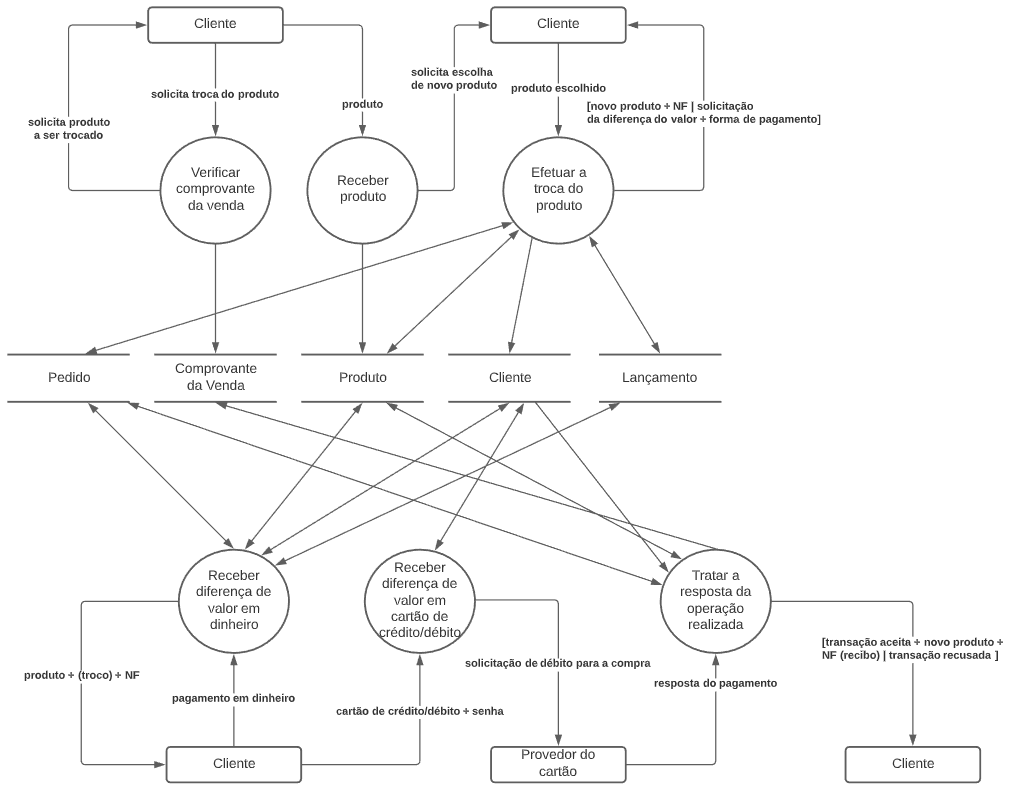 Cliente
Cliente
solicita escolha
de novo produto
solicita troca do produto
produto escolhido
produto
[novo produto + NF | solicitação
da diferença do valor + forma de pagamento]
solicita produto
a ser trocado
Verificar
comprovante
da venda
Receber
produto
Efetuar a
troca do
produto
Pedido
Comprovante
da Venda
Produto
Cliente
Lançamento
Receber
diferença de
valor em
dinheiro
Receber
diferença de
valor em
cartão de
crédito/débito
Tratar a
resposta da
operação
realizada
[transação aceita + novo produto +
NF (recibo) | transação recusada ]
solicitação de débito para a compra
produto + (troco) + NF
resposta do pagamento
pagamento em dinheiro
cartão de crédito/débito + senha
Cliente
Provedor do
cartão
Cliente